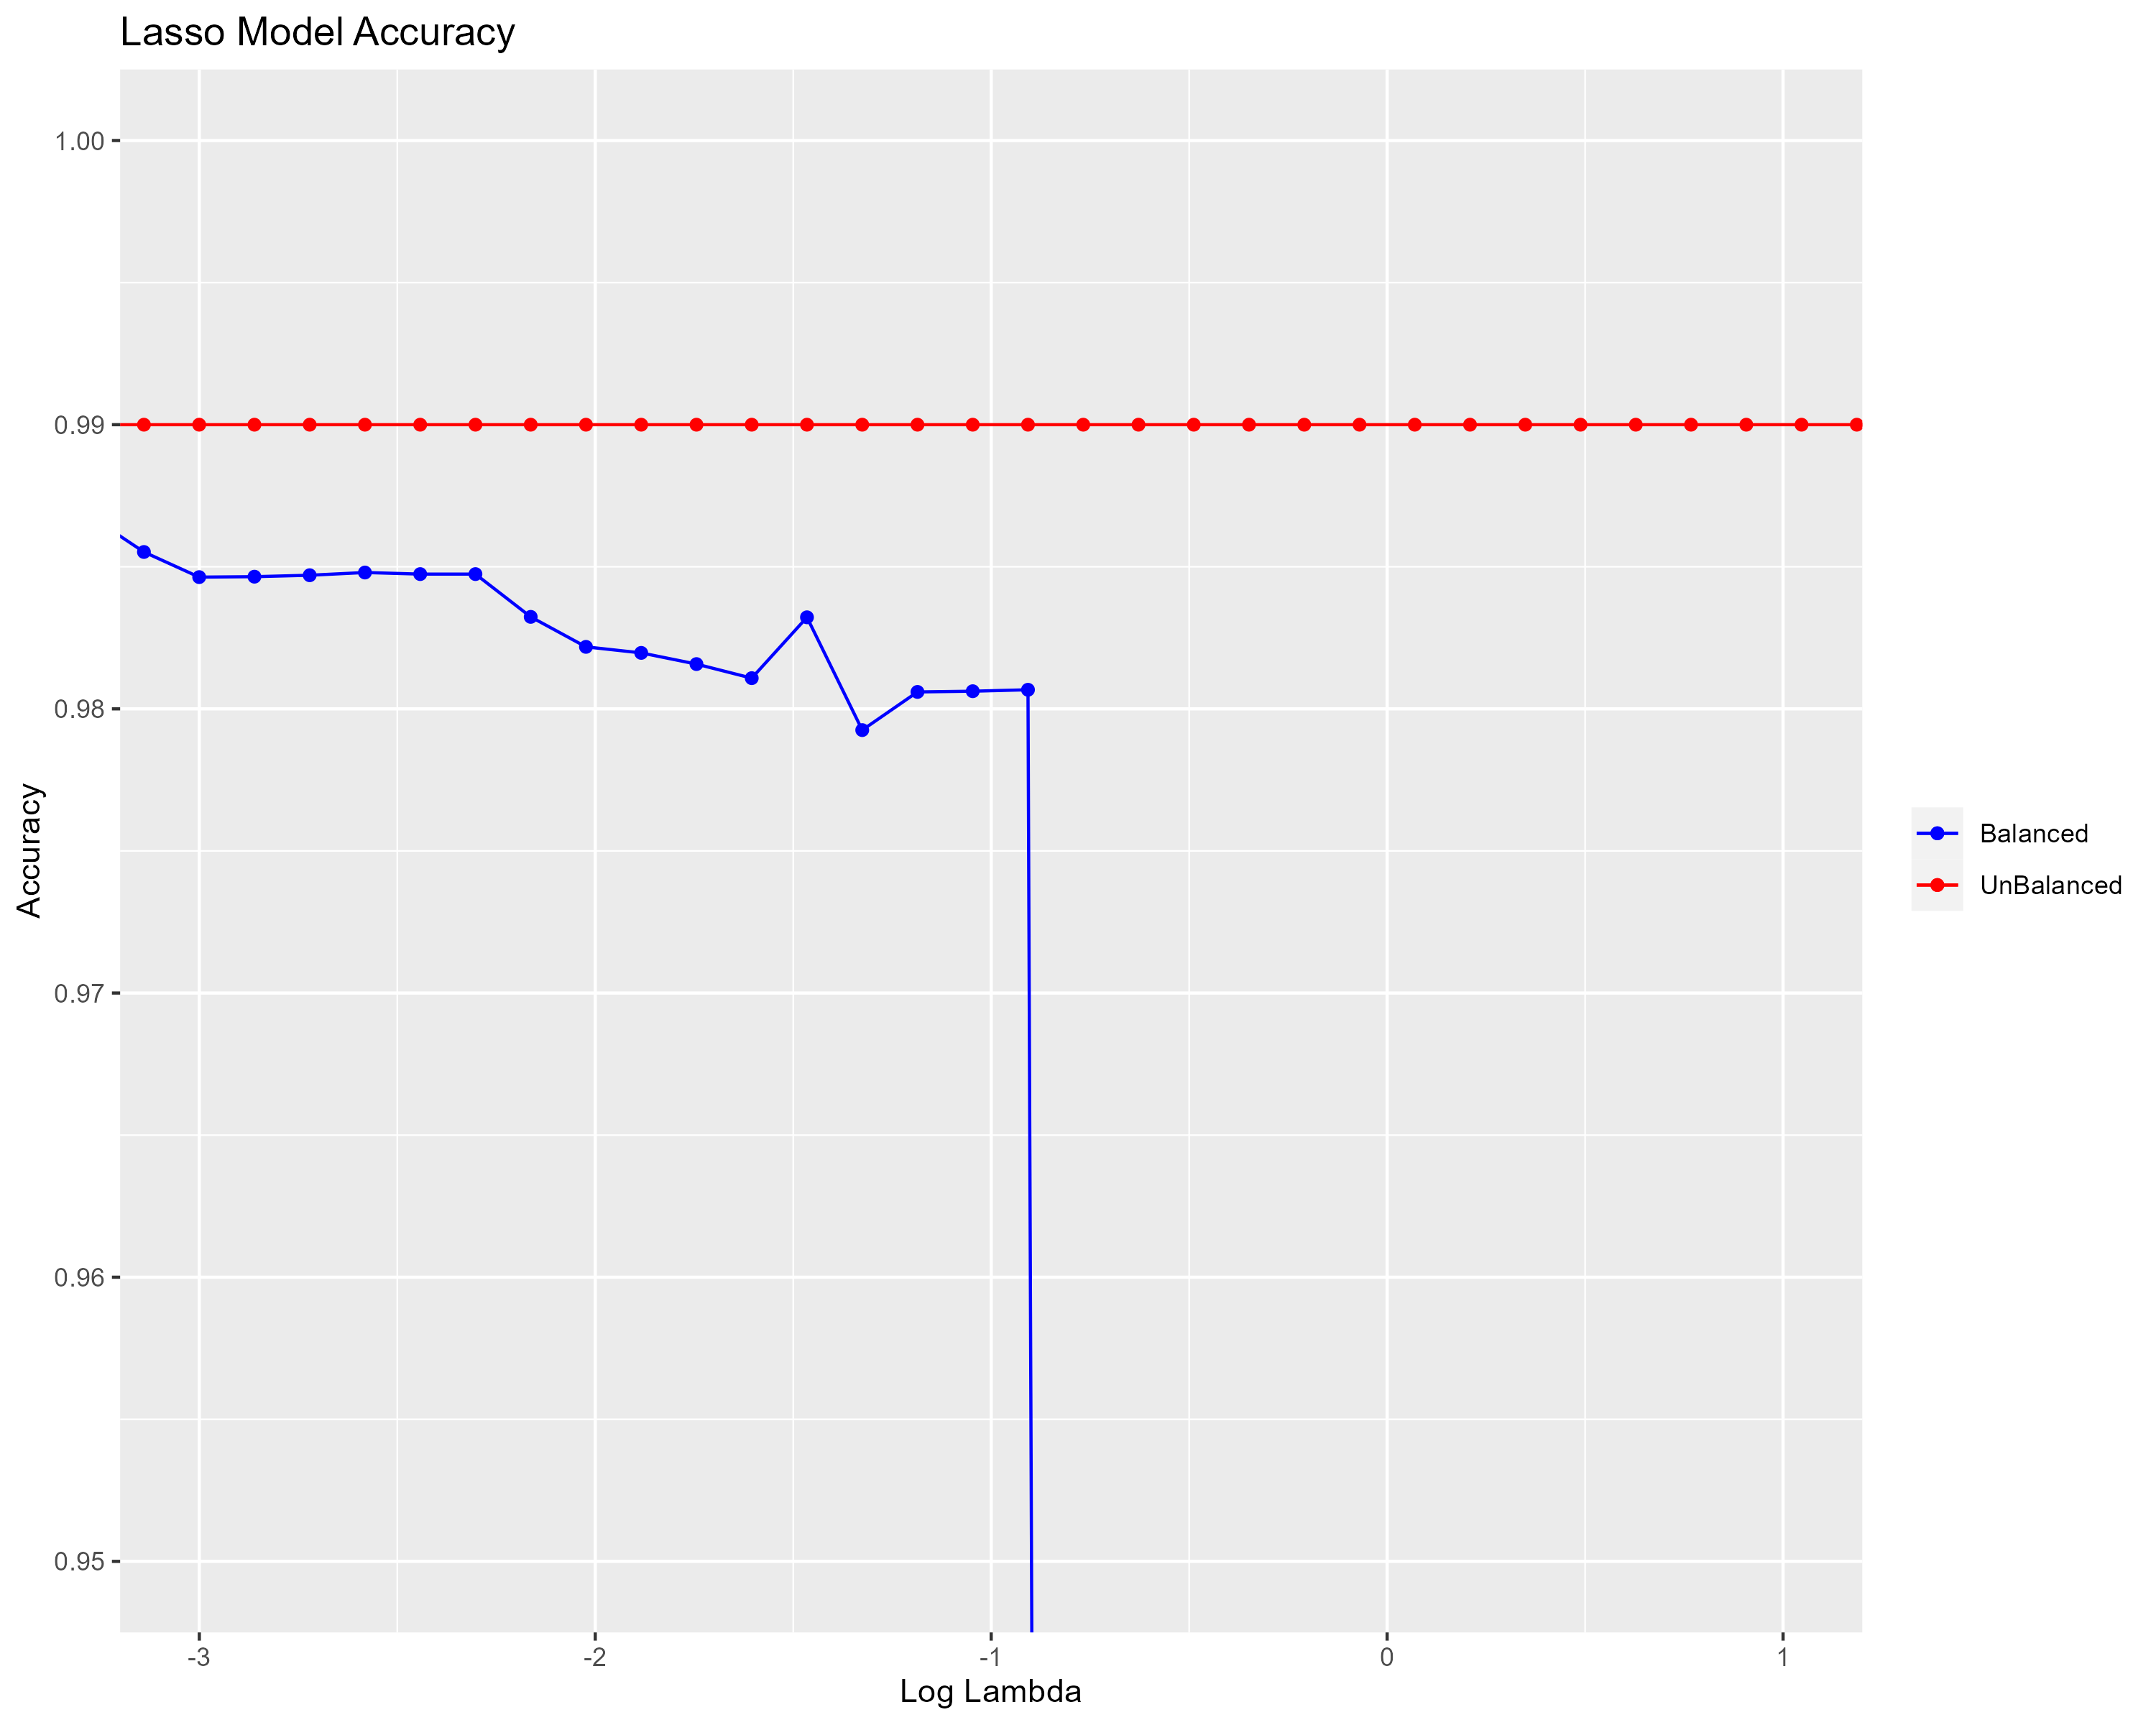 Lasso Model Accuracy
1.00
0.99
0.98
0.97
0.96
0.95
Accuracy
-3
-2
-1
0
1
Log Lambda
Balanced
UnBalanced